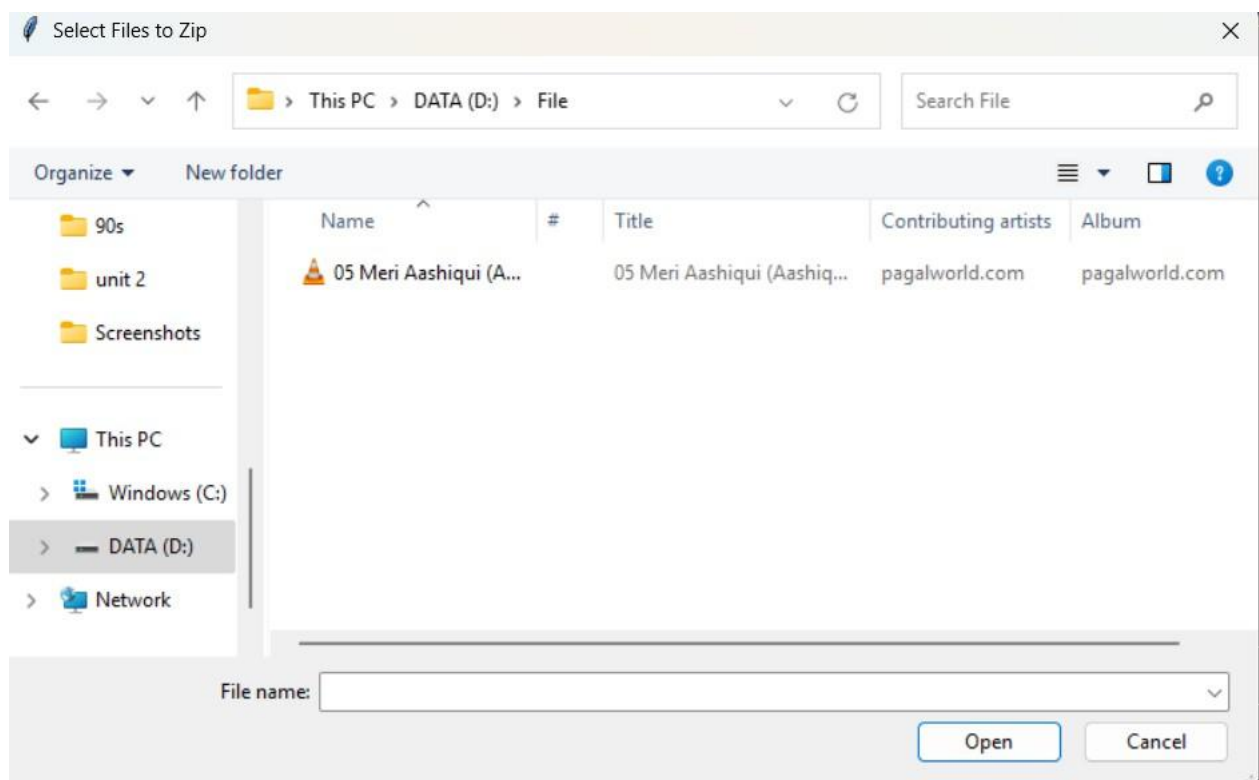 Select Files to Zip
This PC > DATA (D:) > File
Search File
Organize
New folder
Name # Title Contributing artists Album
05 Meri Aashiqui (A... 05 Meri Aashiqui (Aashiq... pagalworld.com pagalworld.com
90s
unit 2
Screenshots
This PC
Windows (C:)
DATA (D:)
Network
File name:
Open Cancel